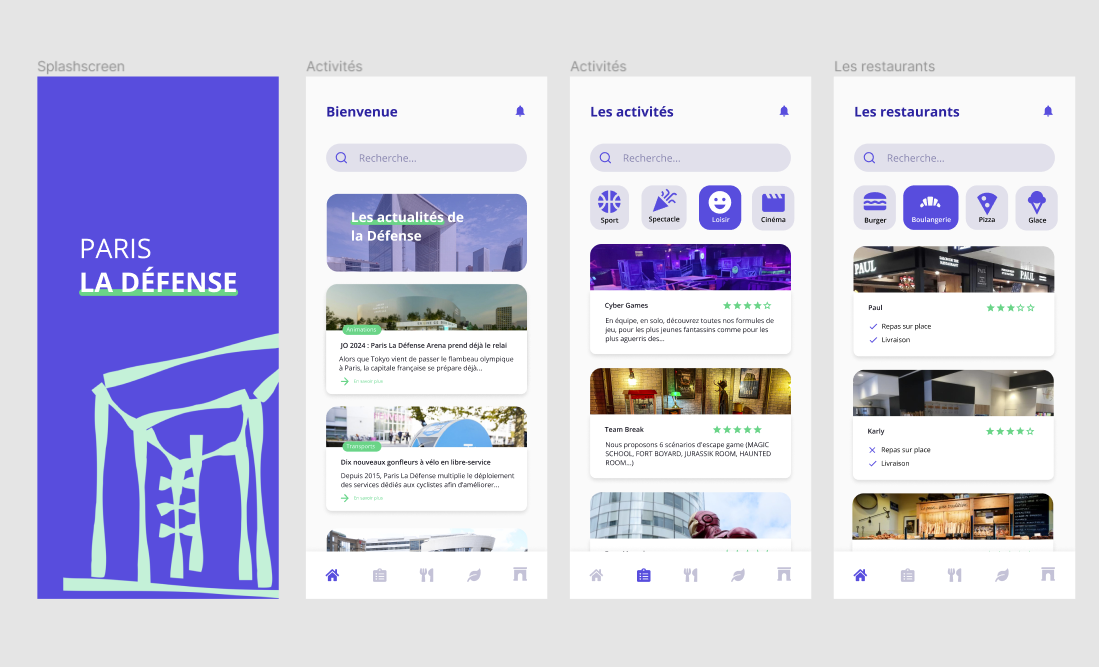 Splashscreen
PARIS
LA DÉFENSE
Activités
Bienvenue
Recherche...
Les actualités de
la Défense
Animations
JO 2024 : Paris La Défense Arena prend déjà le relai
Alors que Tokyo vient de passer le flambeau olympique
à Paris, la capitale française se prépare déjà...
En savoir plus
Transports
Dix nouveaux gonfleurs à vélo en libre-service
Depuis 2015, Paris La Défense multiplie le déploiement
des services dédiés aux cyclistes afin d'améliorer...
En savoir plus
Activités
Les activités
Recherche...
Sport
Spectacle
Loisir
Cinéma
Cyber Games
En équipe, en solo, découvrez toutes nos formules de
jeu, pour les plus jeunes fantassins comme pour les
plus aguerris des...
Team Break
Nous proposons 6 scénarios d'escape game (MAGIC
SCHOOL, FORT BOYARD, JURASSIK ROOM, HAUNTED
ROOM...)
Les restaurants
Les restaurants
Recherche...
Burger
Boulangerie
Pizza
Glace
PAUL
PAUL
Paul
Repas sur place
Livraison
Karly
Repas sur place
Livraison